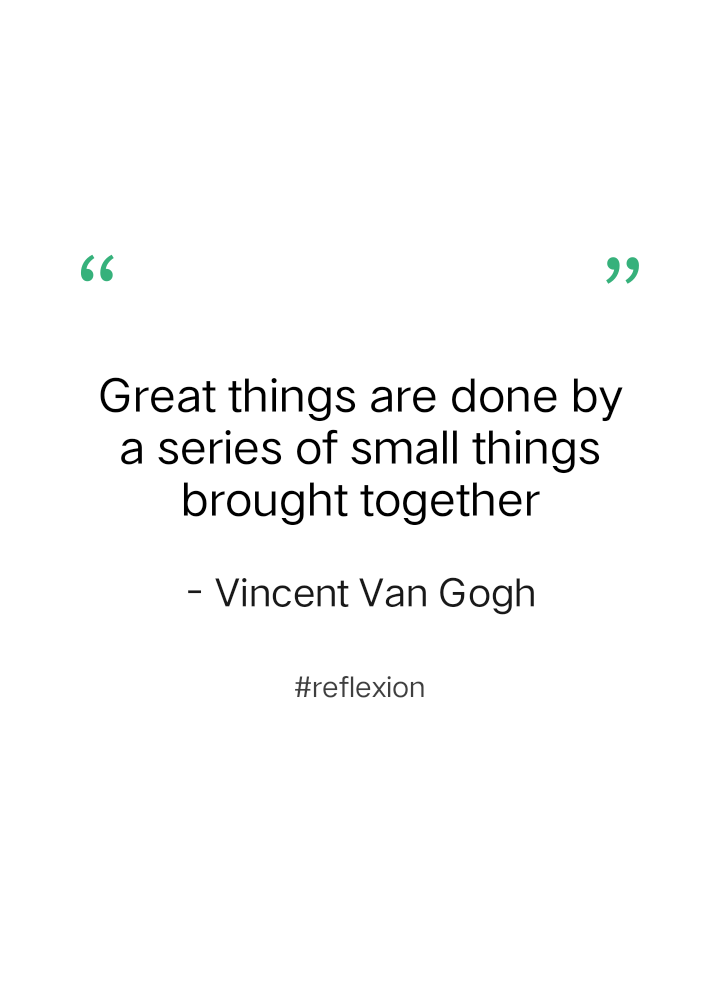 “ ”
Great things are done by
a series of small things
brought together
- Vincent Van Gogh
#reflexion